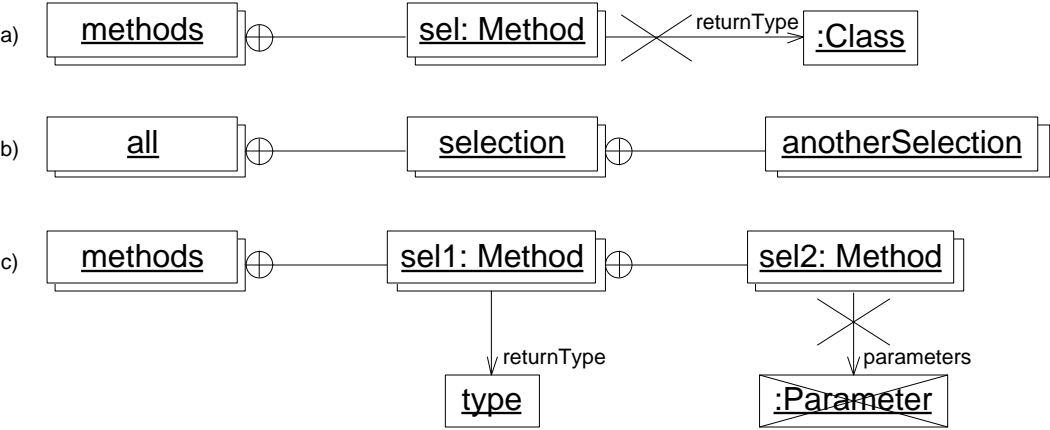 a) methods sel: Method returnType :Class
b) all selection anotherSelection
c) methods sel1: Method sel2: Method
returnType parameters
type :Parameter